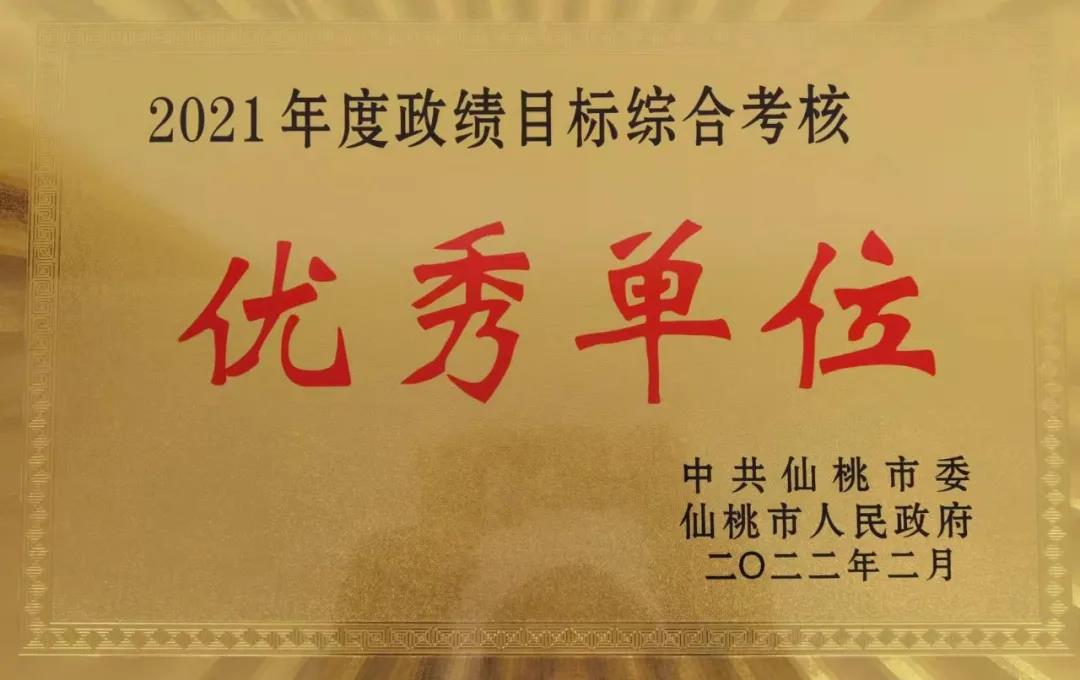 2021年度政绩目标综合考核
优秀单位
中共仙桃市委
仙桃市人民政府
二〇二二年二月